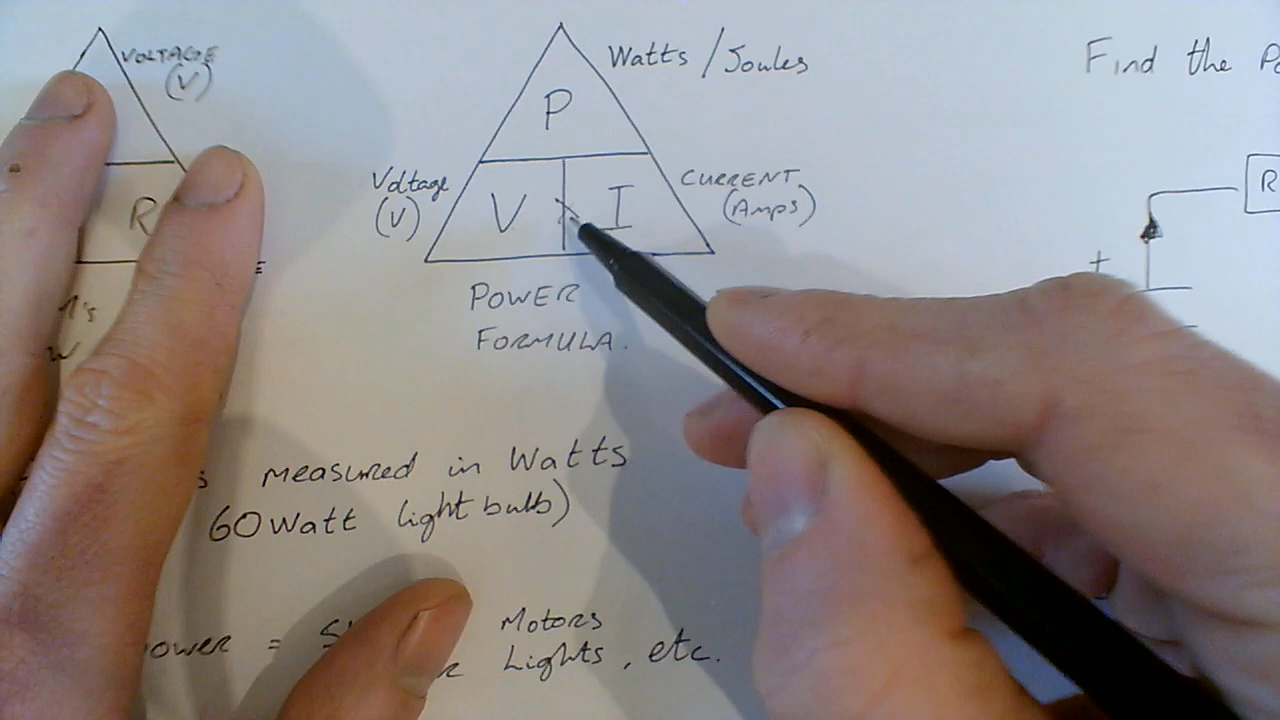 VOLTAGE
(V)
R
Watts / Joules
P
Voltage
(V)
V
I
CURRENT
(Amps)
POWER
FORMULA.
measured in Watts
60 Watt light bulb)
ower =
Motors
Lights, etc.
Find the
+
R